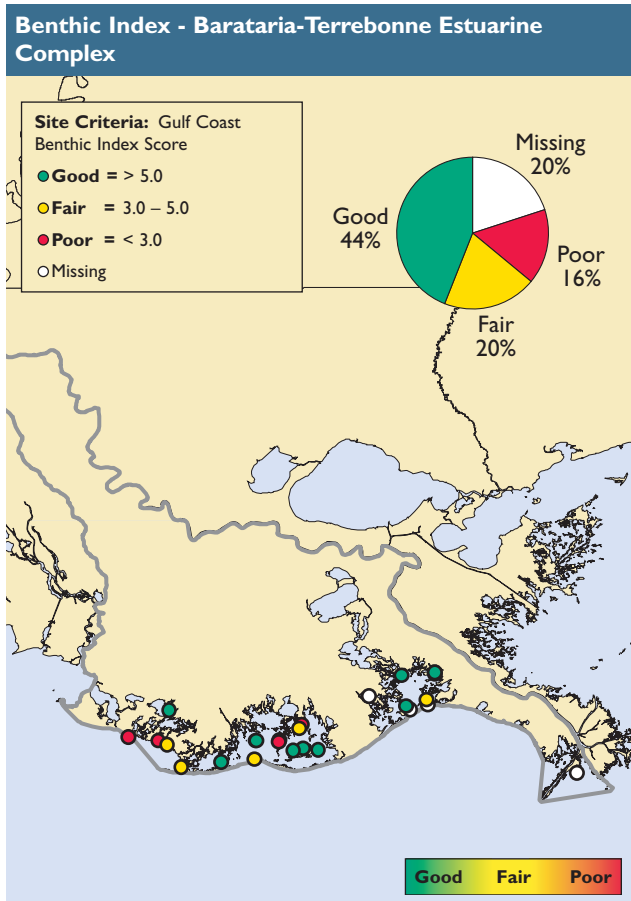 Benthic Index - Barataria-Terrebonne Estuarine
Complex
Site Criteria: Gulf Coast
Benthic Index Score
Good = > 5.0
Fair = 3.0 – 5.0
Poor = < 3.0
Missing
Missing
20%
Good
44%
Poor
16%
Fair
20%
Good Fair Poor